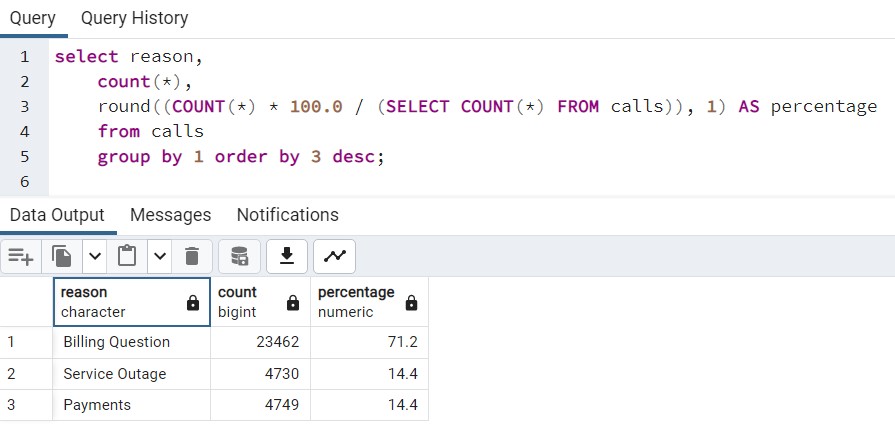 Query Query History
1 select reason,
2 count(*),
3 round((COUNT(*) * 100.0 / (SELECT COUNT(*) FROM calls)), 1) AS percentage
4 from calls
5 group by 1 order by 3 desc;
6
Data Output Messages Notifications
reason count percentage
character bigint numeric
1 Billing Question 23462 71.2
2 Service Outage 4730 14.4
3 Payments 4749 14.4